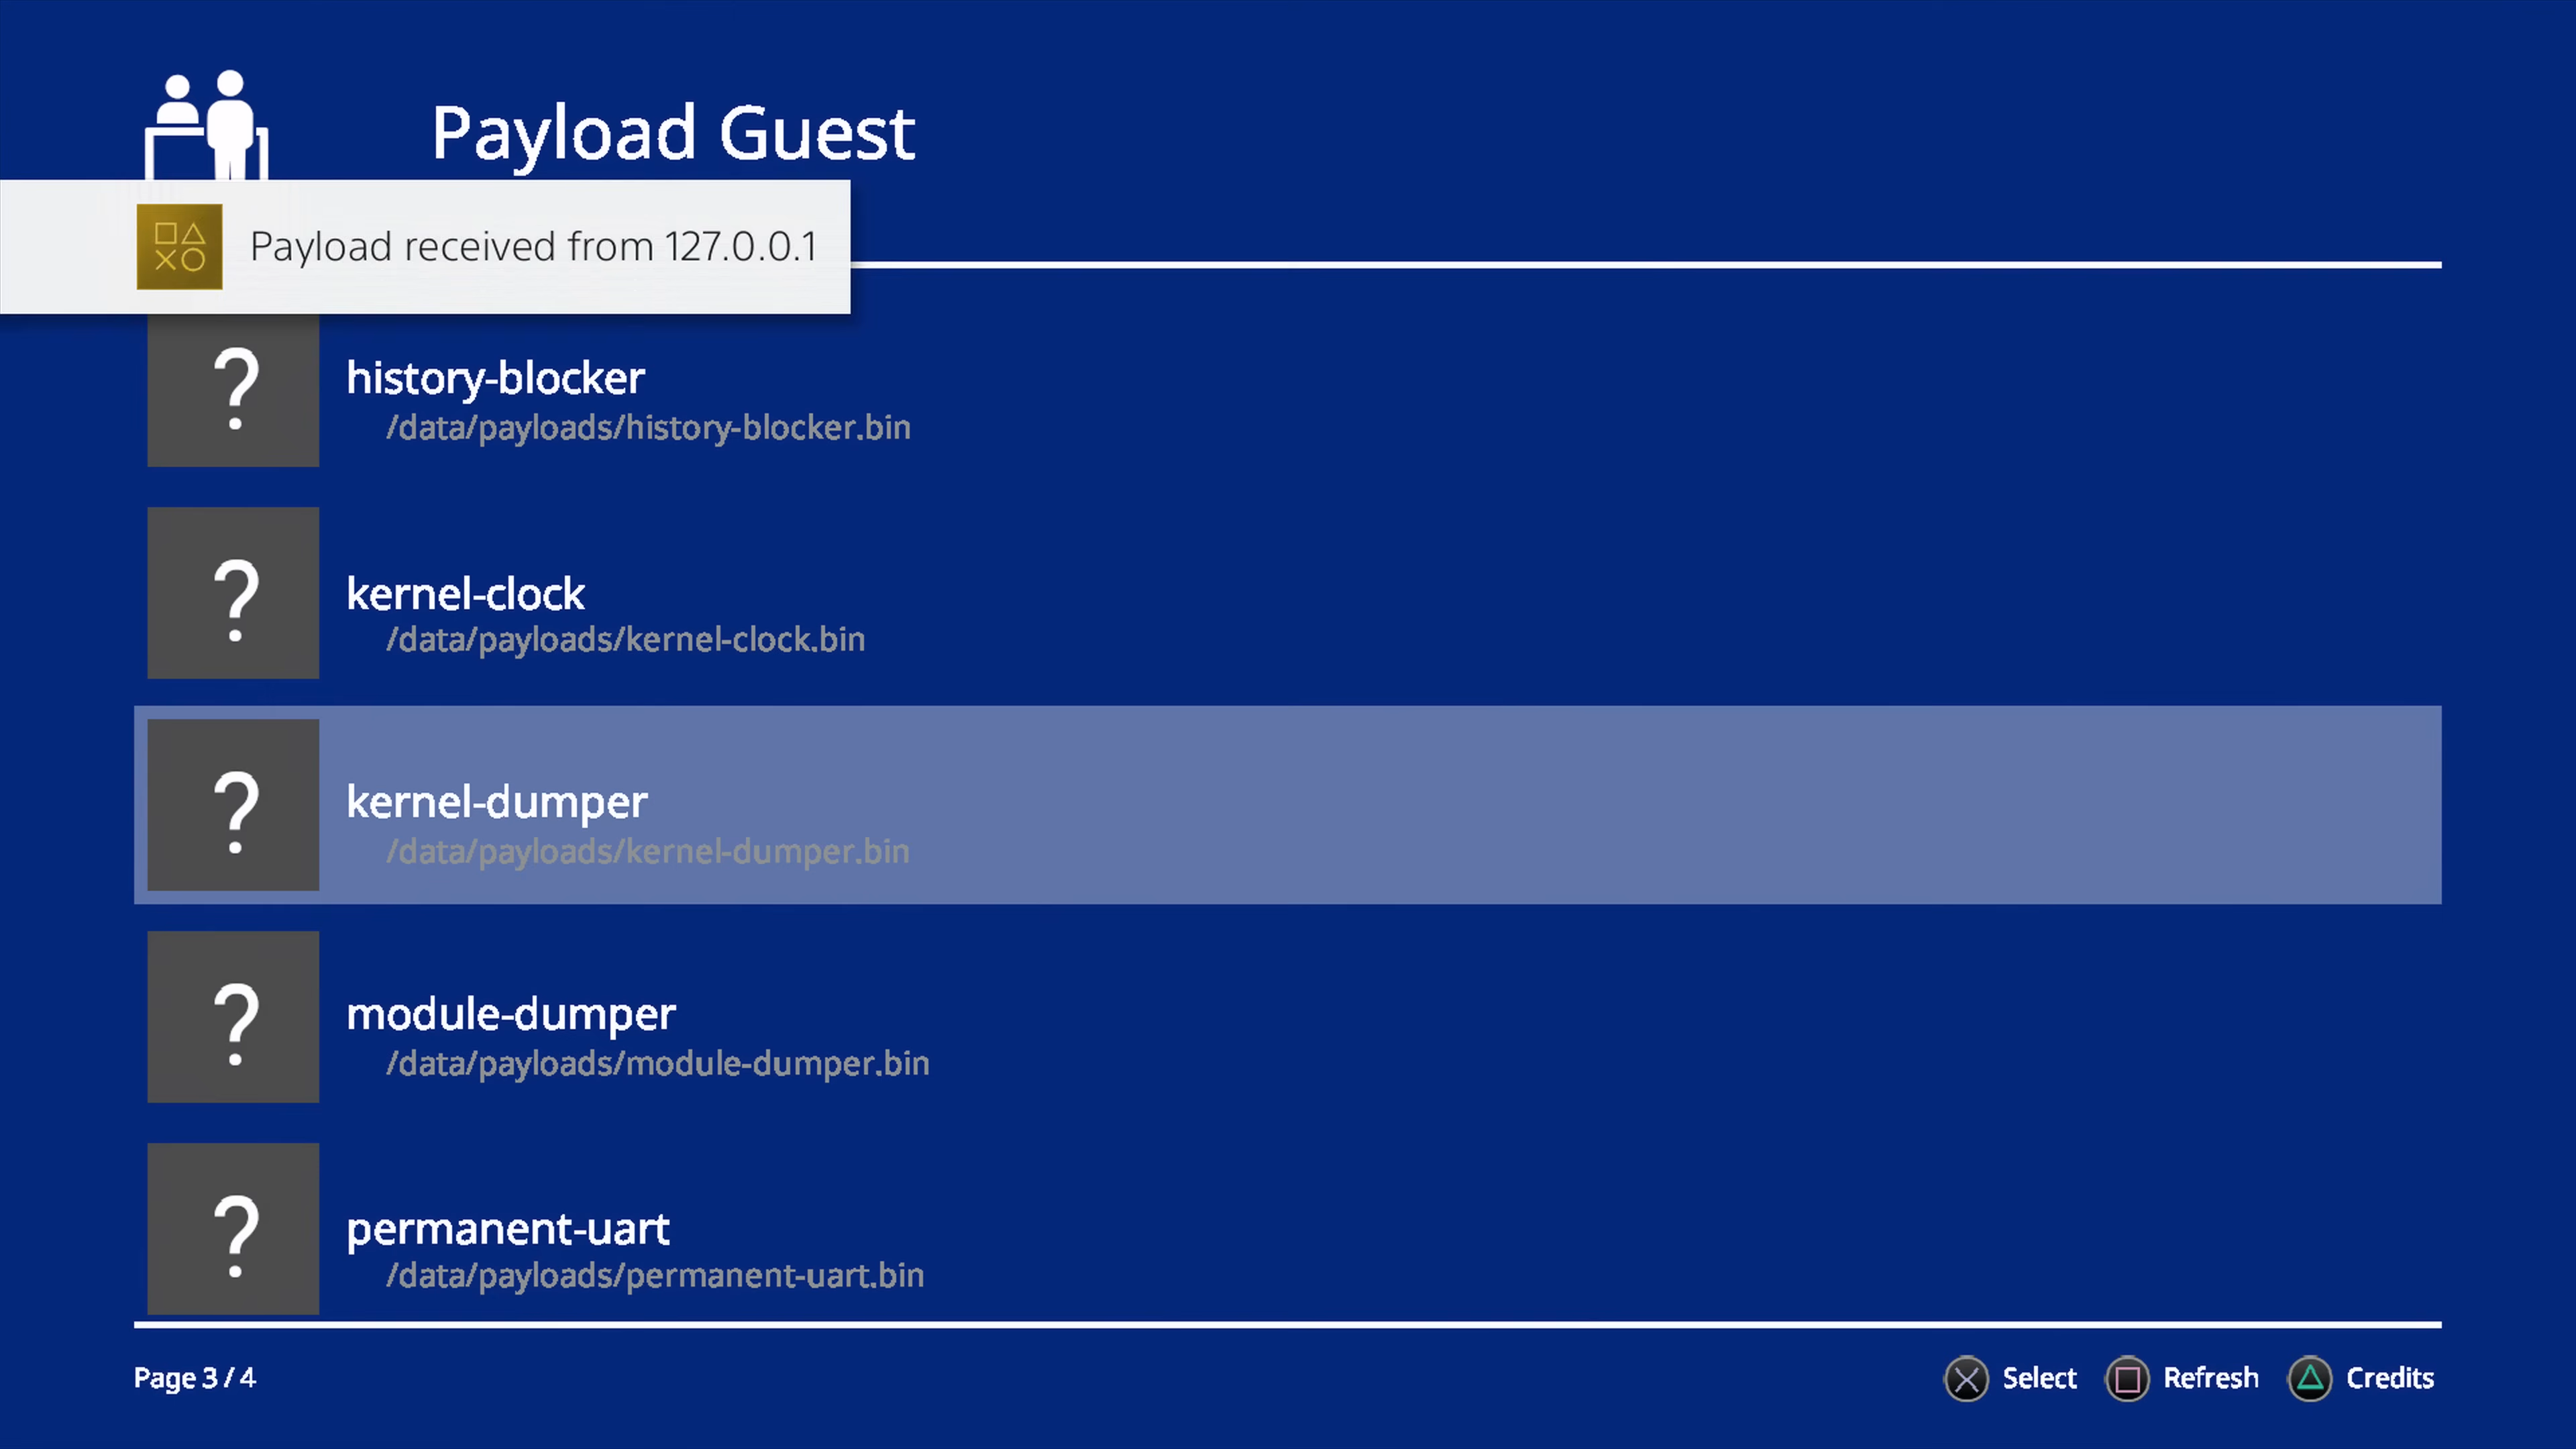 Payload Guest
Payload received from 127.0.0.1
?
history-blocker
/data/payloads/history-blocker.bin
?
kernel-clock
/data/payloads/kernel-clock.bin
?
kernel-dumper
/data/payloads/kernel-dumper.bin
?
module-dumper
/data/payloads/module-dumper.bin
?
permanent-uart
/data/payloads/permanent-uart.bin
Page 3 / 4
Select Refresh Credits